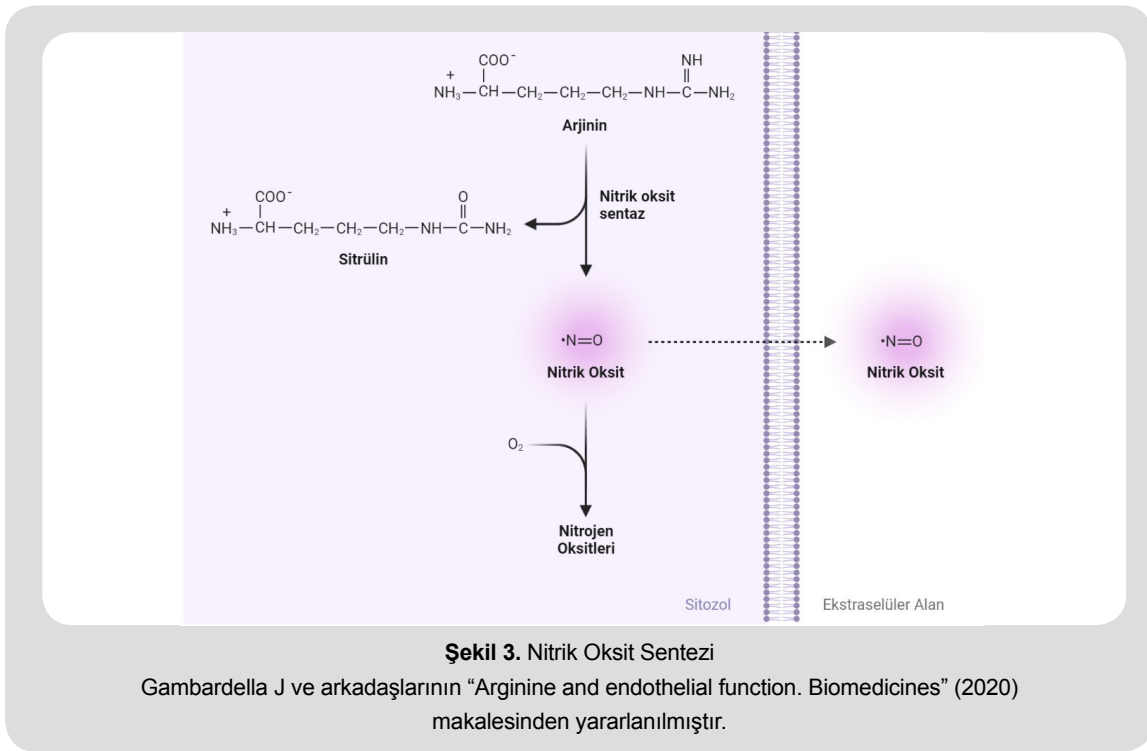 COO⁻
+
NH₃—CH—CH₂—CH₂—CH₂—NH—C—NH₂
NH
Arjinin
Nitrik oksit
sentaz
COO⁻
+
NH₃—CH—CH₂—CH₂—CH₂—NH—C—NH₂
O
Sitrülin
•N=O
Nitrik Oksit
•N=O
Nitrik Oksit
O₂
Nitrojen
Oksitleri
Sitozol
Ekstraselüler Alan
Şekil 3. Nitrik Oksit Sentezi
Gambardella J ve arkadaşlarının “Arginine and endothelial function. Biomedicines” (2020)
makalesinden yararlanılmıştır.